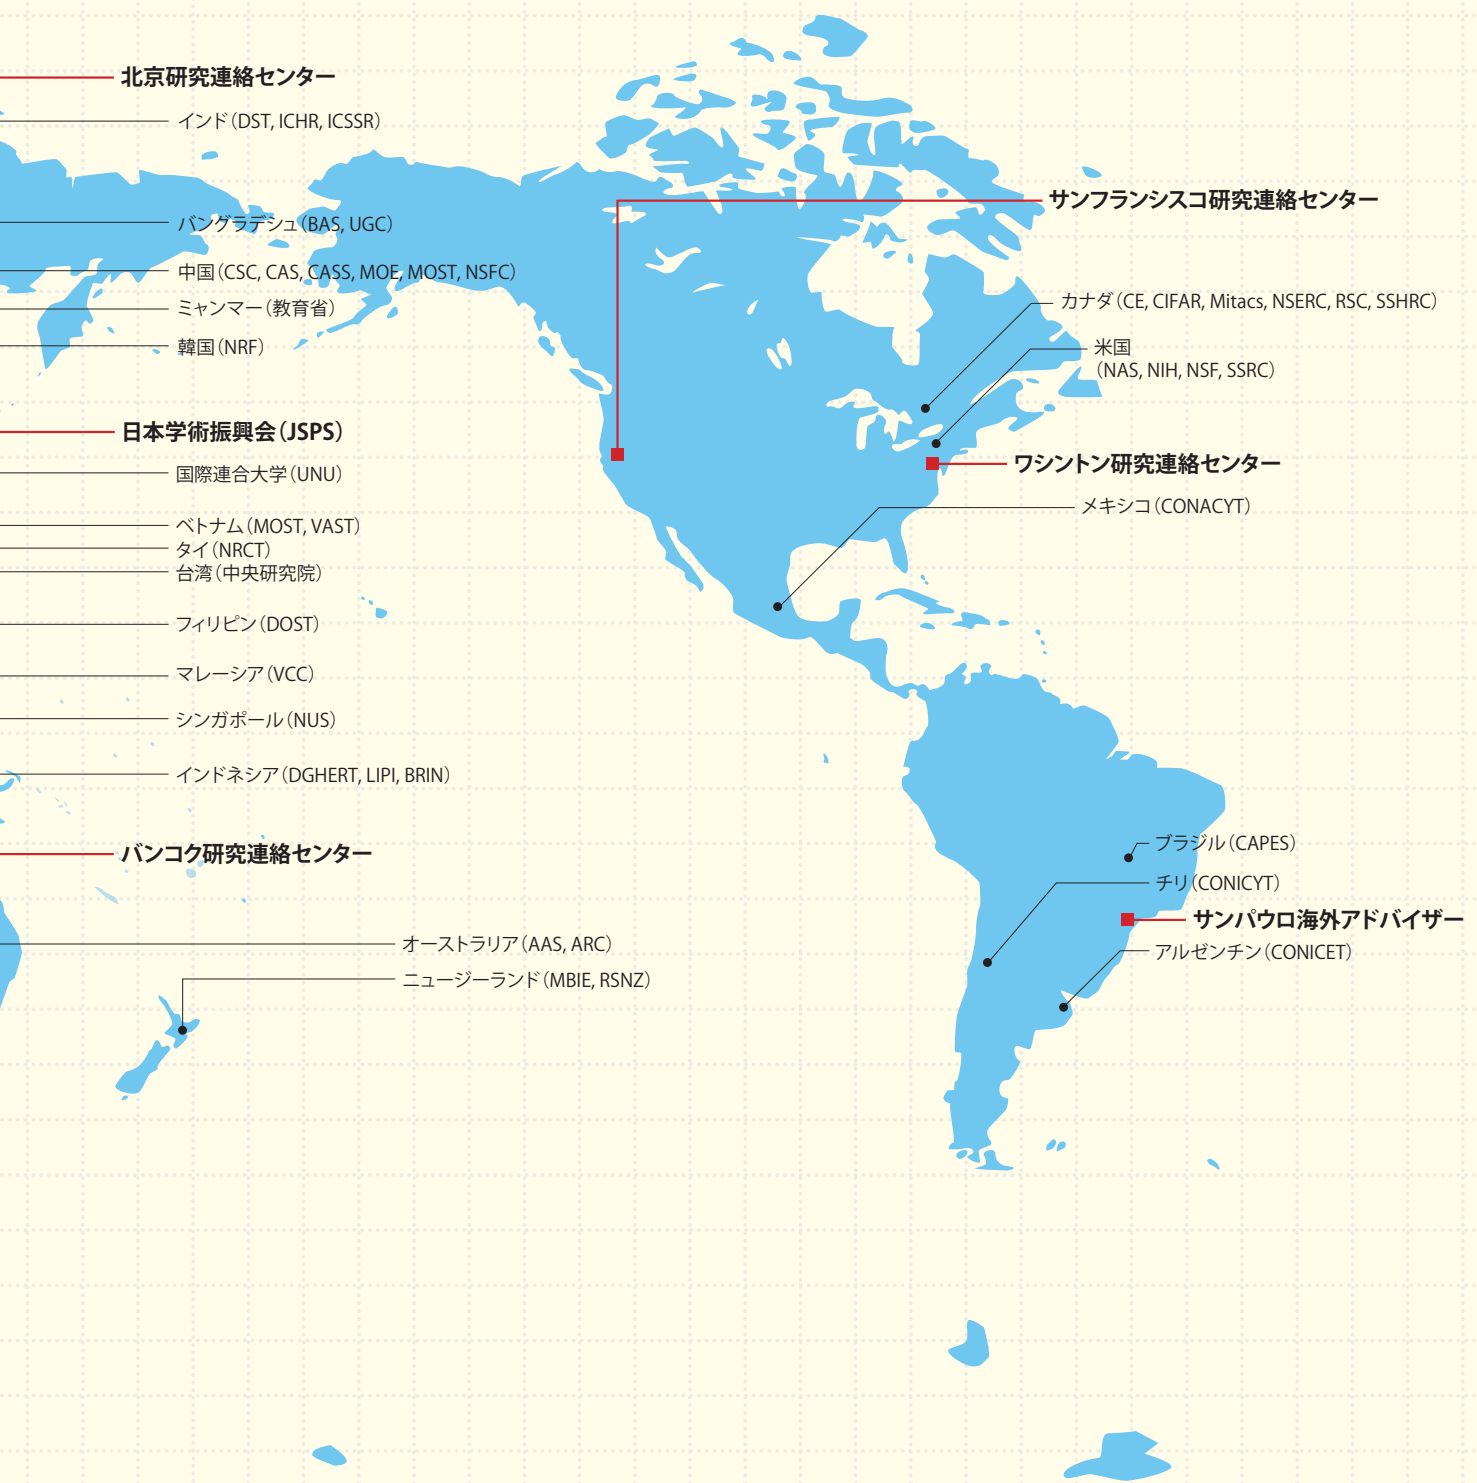 北京研究連絡センター
インド（DST, ICHR, ICSSR）
バングラデシュ（BAS, UGC）
中国（CSC, CAS, CASS, MOE, MOST, NSFC）
ミャンマー（教育省）
韓国（NRF）
日本学術振興会（JSPS）
国際連合大学（UNU）
ベトナム（MOST, VAST）
タイ（NRCT）
台湾（中央研究院）
フィリピン（DOST）
マレーシア（VCC）
シンガポール（NUS）
インドネシア（DGHERT, LIPI, BRIN）
バンコク研究連絡センター
オーストラリア（AAS, ARC）
ニュージーランド（MBIE, RSNZ）
サンフランシスコ研究連絡センター
カナダ（CE, CIFAR, Mitacs, NSERC, RSC, SSHRC）
米国
（NAS, NIH, NSF, SSRC）
ワシントン研究連絡センター
メキシコ（CONACYT）
ブラジル（CAPES）
チリ（CONICYT）
サンパウロ海外アドバイザー
アルゼンチン（CONICET）